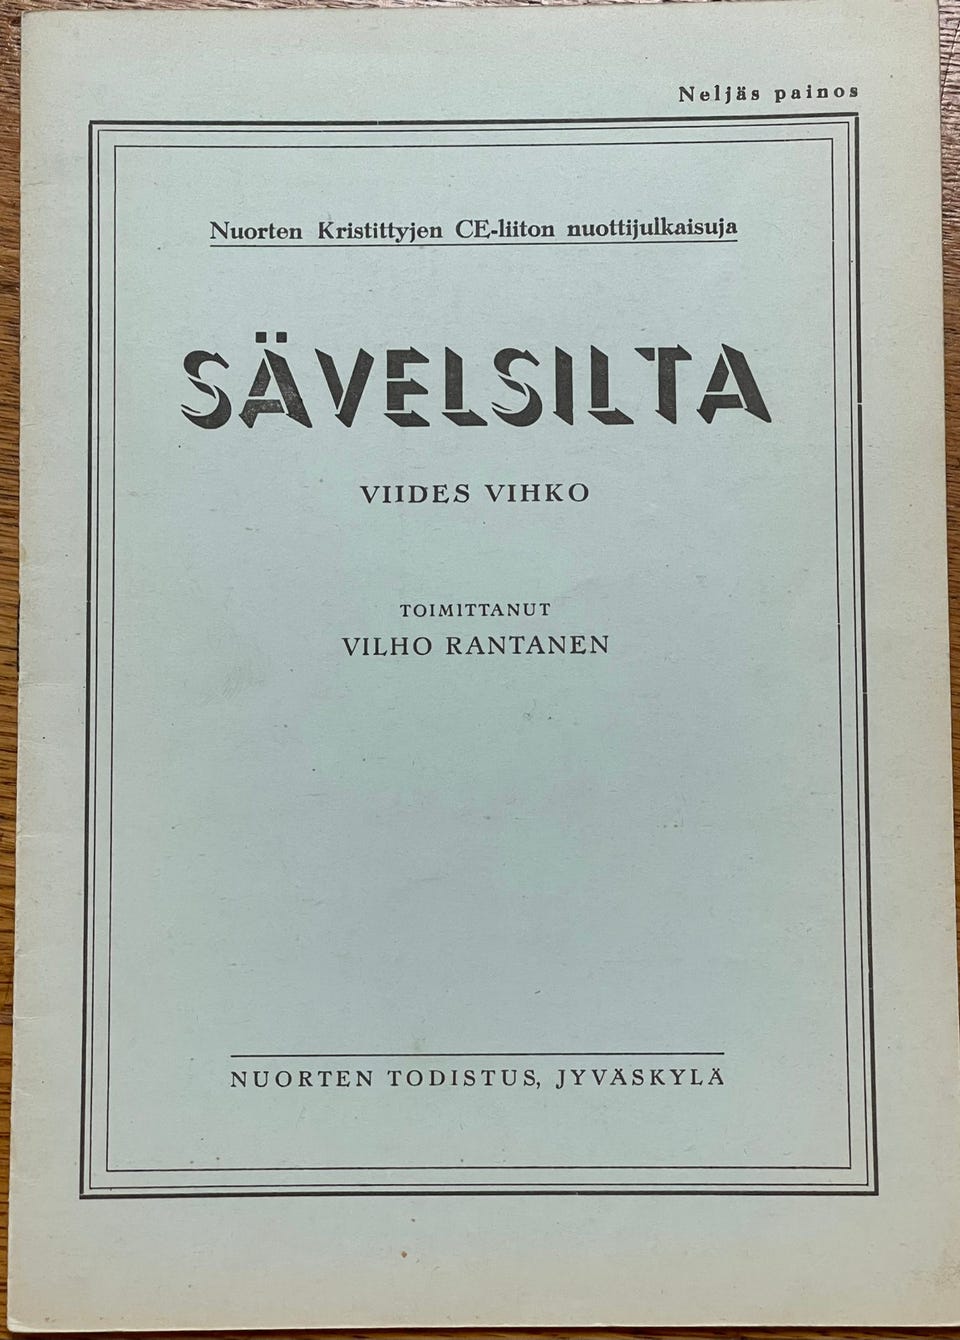 Neljäs painos
Nuorten Kristittyjen CE-liiton nuottijulkaisuja
SÄVELSILTA
VIIDES VIHKO
TOIMITTANUT
VILHO RANTANEN
NUORTEN TODISTUS, JYVÄSKYLÄ